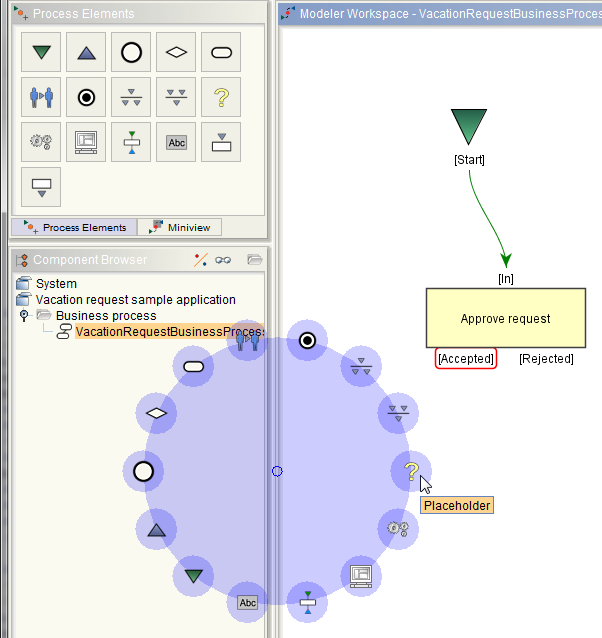 Process Elements
Abc
Process Elements
Miniview
Component Browser
System
Vacation request sample application
Business process
VacationRequestBusinessProcess
Modeler Workspace - VacationRequestBusinessProces
[Start]
[In]
Approve request
[Accepted]
[Rejected]
?
Placeholder
Abc